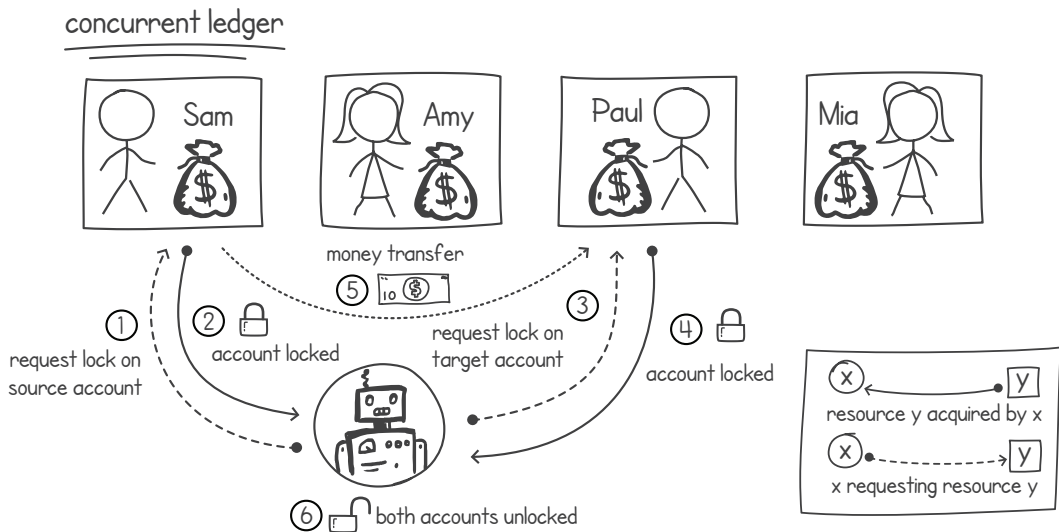 concurrent ledger
Sam
$
Amy
$
Paul
$
Mia
$
money transfer
5
10 $
1
request lock on
source account
2
account locked
3
request lock on
target account
4
account locked
6 both accounts unlocked
x y
resource y acquired by x
x y
x requesting resource y